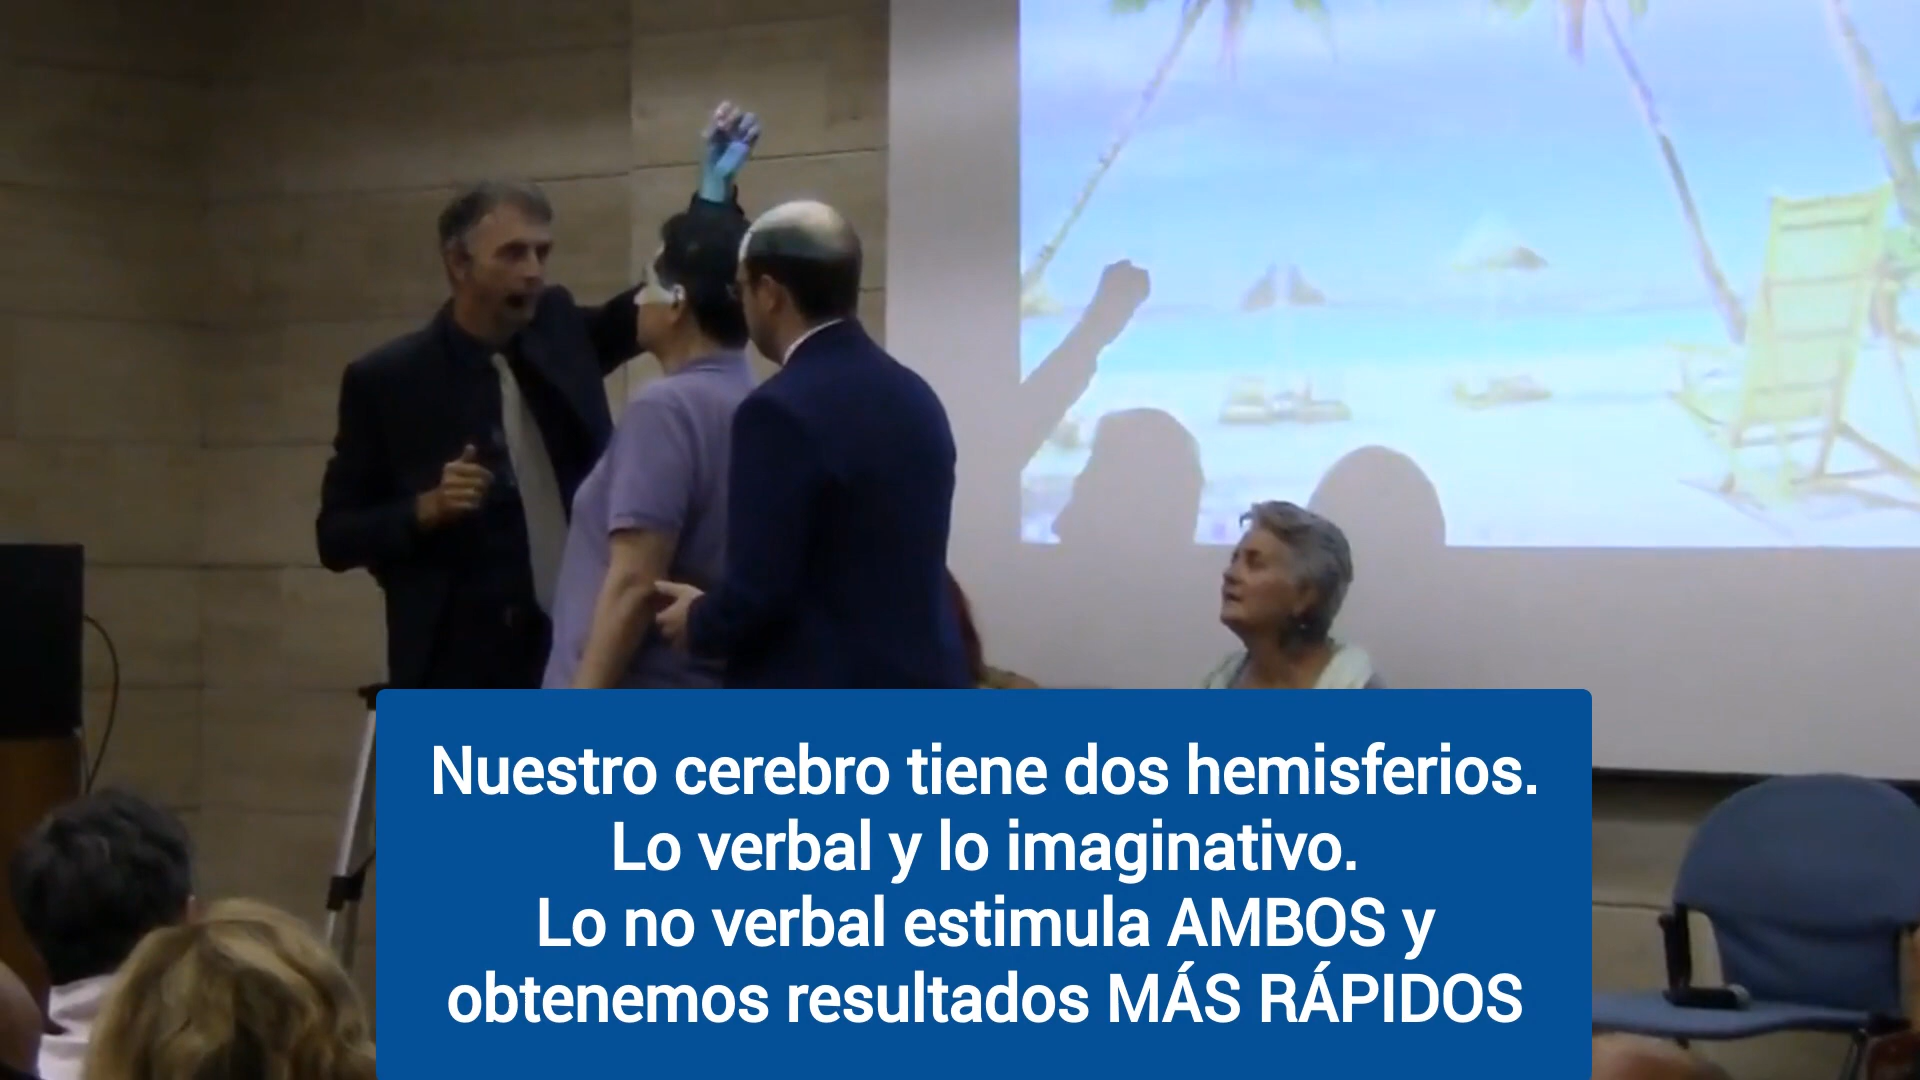 Nuestro cerebro tiene dos hemisferios.
Lo verbal y lo imaginativo.
Lo no verbal estimula AMBOS y
obtenemos resultados MÁS RÁPIDOS